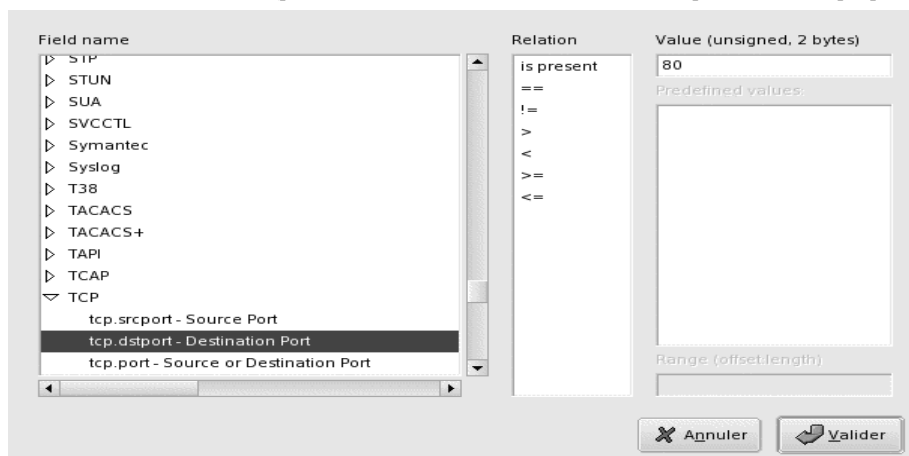 Field name
STP
STUN
SUA
SVCCTL
Symantec
Syslog
T38
TACACS
TACACS+
TAPI
TCAP
TCP
tcp.srcport - Source Port
tcp.dstport - Destination Port
tcp.port - Source or Destination Port
Relation
is present
==
!=
>
<
>=
<=
Value (unsigned, 2 bytes)
80
Predefined values:
Range (offset:length)
Annuler
Valider